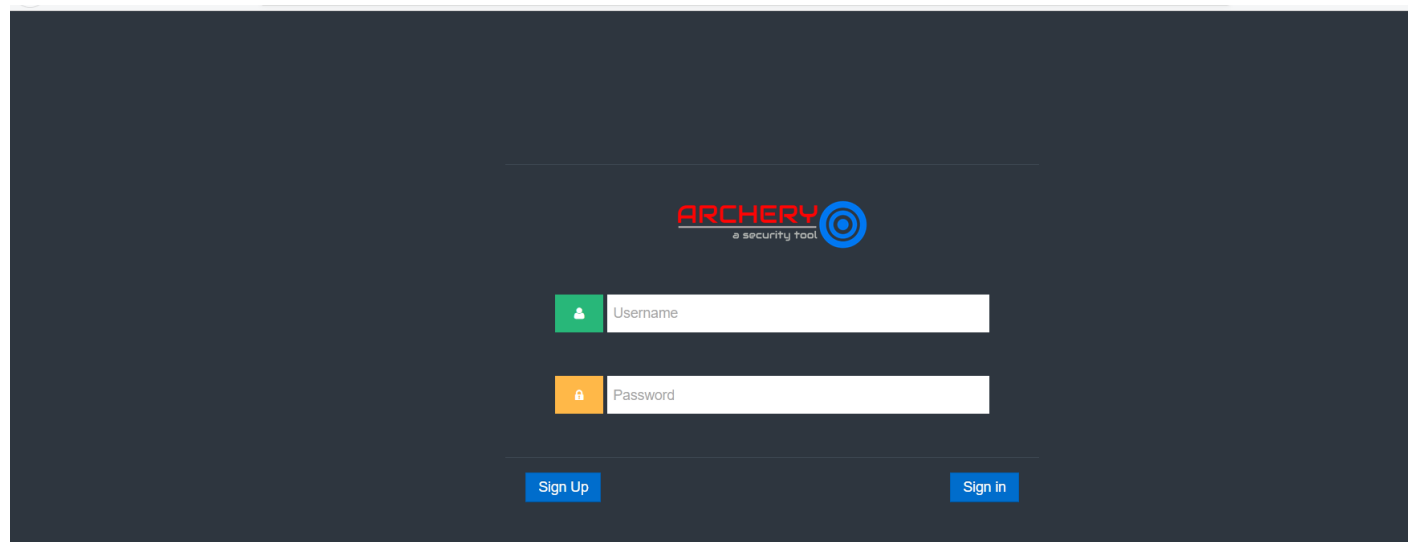 ARCHERY
a security tool
Username
Password
Sign Up
Sign in